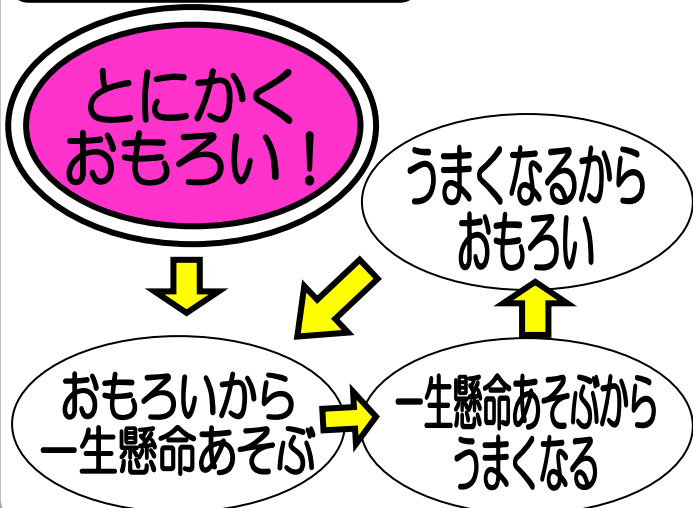 とにかく
おもろい！
うまくなるから
おもろい
おもろいから
一生懸命あそぶ
一生懸命あそぶから
うまくなる